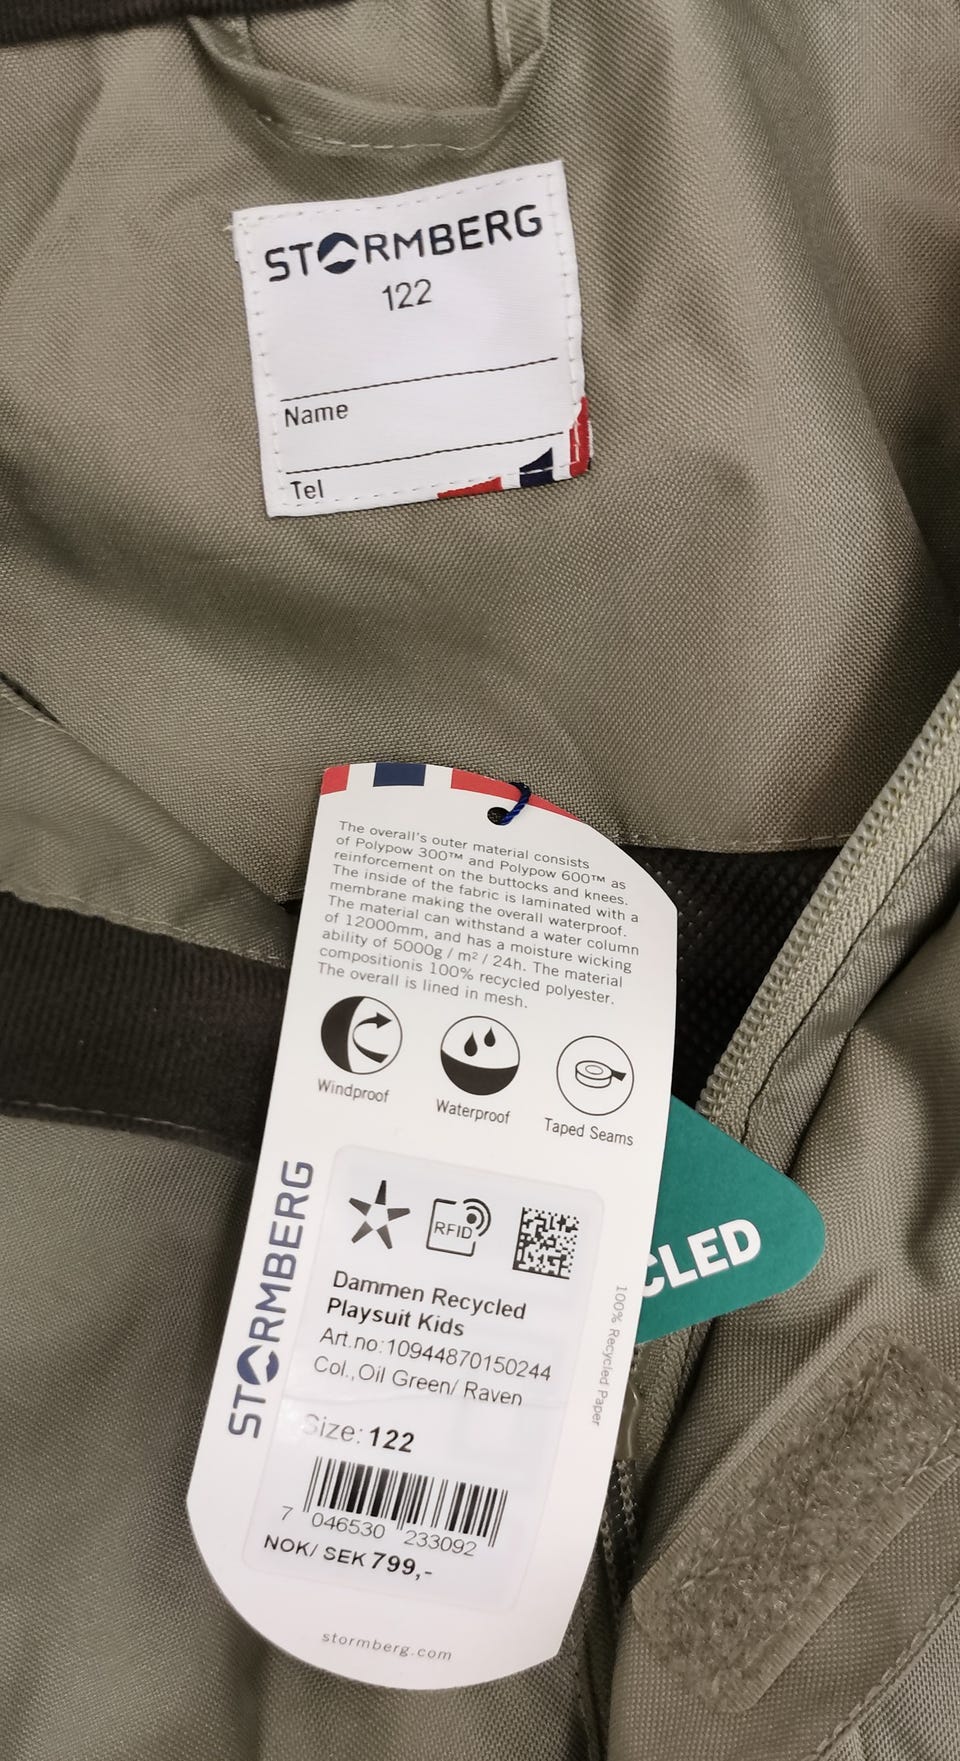 STORMBERG
122
Name
Tel
The overall's outer material consists
of Polypow 300™ and Polypow 600™ as
reinforcement on the buttocks and knees.
The inside of the fabric is laminated with a
membrane making the overall waterproof.
The material can withstand a water column
of 12000mm, and has a moisture wicking
ability of 5000g / m² / 24h. The material
compositionis 100% recycled polyester.
The overall is lined in mesh.
Windproof
Waterproof
Taped Seams
STORMBERG
RFID
Dammen Recycled
Playsuit Kids
Art.no:10944870150244
Col.,Oil Green/ Raven
Size: 122
7 046530 233092
NOK/ SEK 799,-
100% Recycled Paper
stormberg.com
CLED